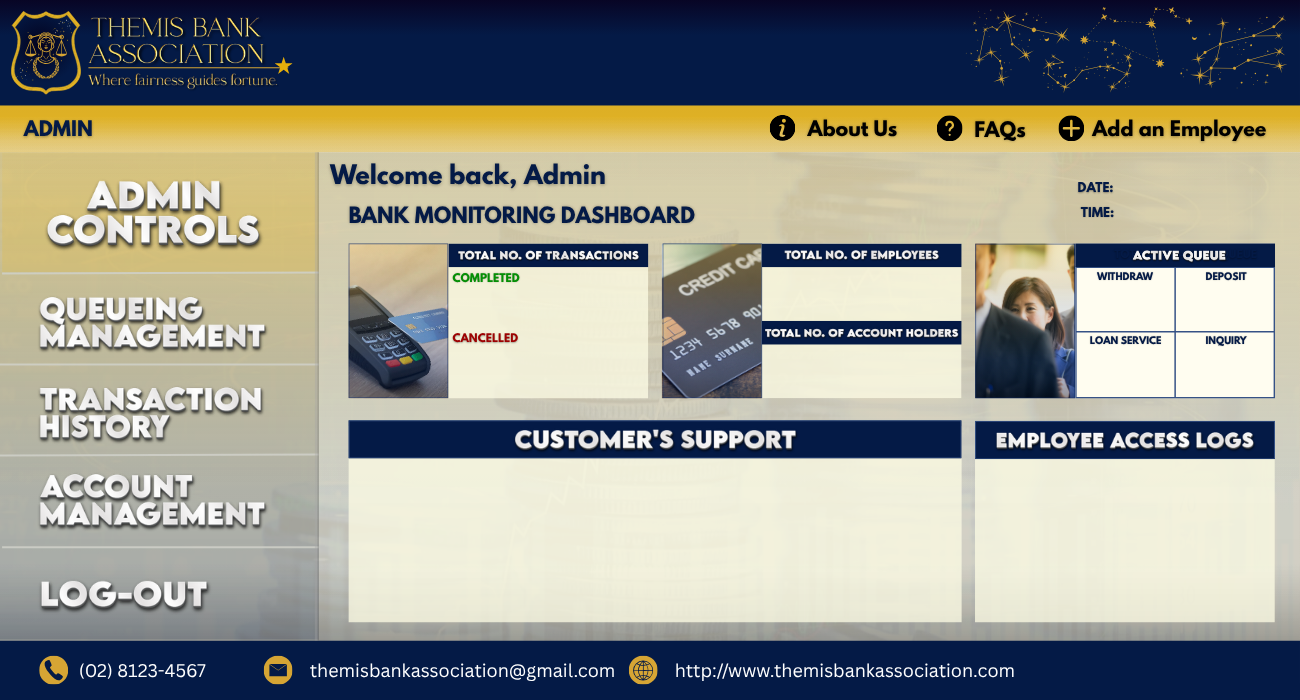 THEMIS BANK
ASSOCIATION
Where fairness guides fortune.
ADMIN
About Us
FAQs
Add an Employee
ADMIN
CONTROLS
QUEUEING
MANAGEMENT
TRANSACTION
HISTORY
ACCOUNT
MANAGEMENT
LOG-OUT
Welcome back, Admin
BANK MONITORING DASHBOARD
DATE:
TIME:
TOTAL NO. OF TRANSACTIONS
COMPLETED
CANCELLED
CREDIT CA
1234 5678 90
NAME SURNAME
TOTAL NO. OF EMPLOYEES
TOTAL NO. OF ACCOUNT HOLDERS
ACTIVE QUEUE
WITHDRAW
DEPOSIT
LOAN SERVICE
INQUIRY
CUSTOMER'S SUPPORT
EMPLOYEE ACCESS LOGS
(02) 8123-4567
themisbankassociation@gmail.com
http://www.themisbankassociation.com